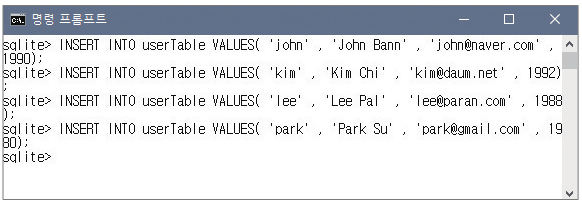 명령 프롬프트
sqlite> INSERT INTO userTable VALUES( 'john' , 'John Bann' , 'john@naver.com' ,
1990);
sqlite> INSERT INTO userTable VALUES( 'kim' , 'Kim Chi' , 'kim@daum.net' , 1992)
;
sqlite> INSERT INTO userTable VALUES( 'lee' , 'Lee Pal' , 'lee@paran.com' , 1988
);
sqlite> INSERT INTO userTable VALUES( 'park' , 'Park Su' , 'park@gmail.com' , 19
80);
sqlite>